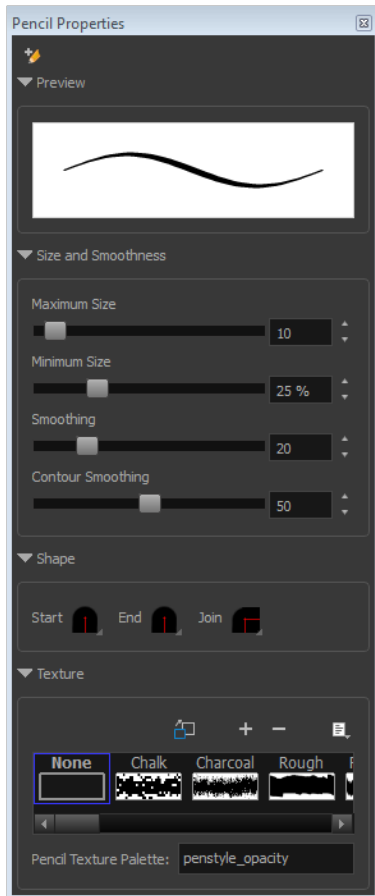 Pencil Properties
Preview
Size and Smoothness
Maximum Size
10
Minimum Size
25 %
Smoothing
20
Contour Smoothing
50
Shape
Start End Join
Texture
None Chalk Charcoal Rough
Pencil Texture Palette: penstyle_opacity